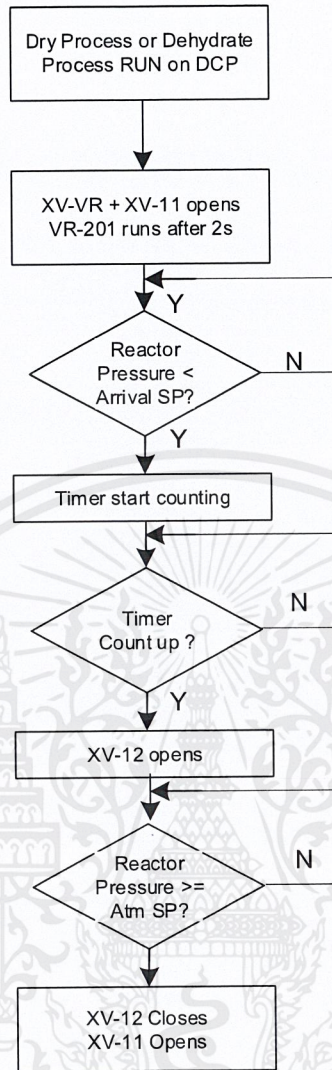 Dry Process or Dehydrate
Process RUN on DCP
XV-VR + XV-11 opens
VR-201 runs after 2s
Y
Reactor
Pressure <
Arrival SP?
N
Y
Timer start counting
Timer
Count up ?
N
Y
XV-12 opens
Reactor
Pressure >=
Atm SP?
N
XV-12 Closes
XV-11 Opens